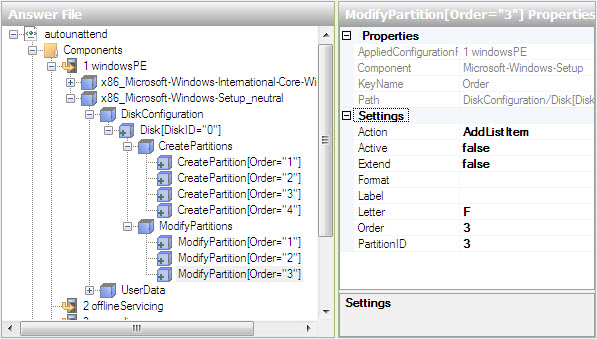 Answer File
autounattend
Components
1 windowsPE
x86_Microsoft-Windows-International-Core-Wi
x86_Microsoft-Windows-Setup_neutral
DiskConfiguration
Disk[DiskID="0"]
CreatePartitions
CreatePartition[Order="1"]
CreatePartition[Order="2"]
CreatePartition[Order="3"]
CreatePartition[Order="4"]
ModifyPartitions
ModifyPartition[Order="1"]
ModifyPartition[Order="2"]
ModifyPartition[Order="3"]
UserData
2 offlineServicing
ModifyPartition[Order="3"] Properties
Properties
AppliedConfigurationP 1 windowsPE
Component Microsoft-Windows-Setup
KeyName Order
Path DiskConfiguration/Disk[Disk
Settings
Action AddListItem
Active false
Extend false
Format
Label
Letter F
Order 3
PartitionID 3
Settings